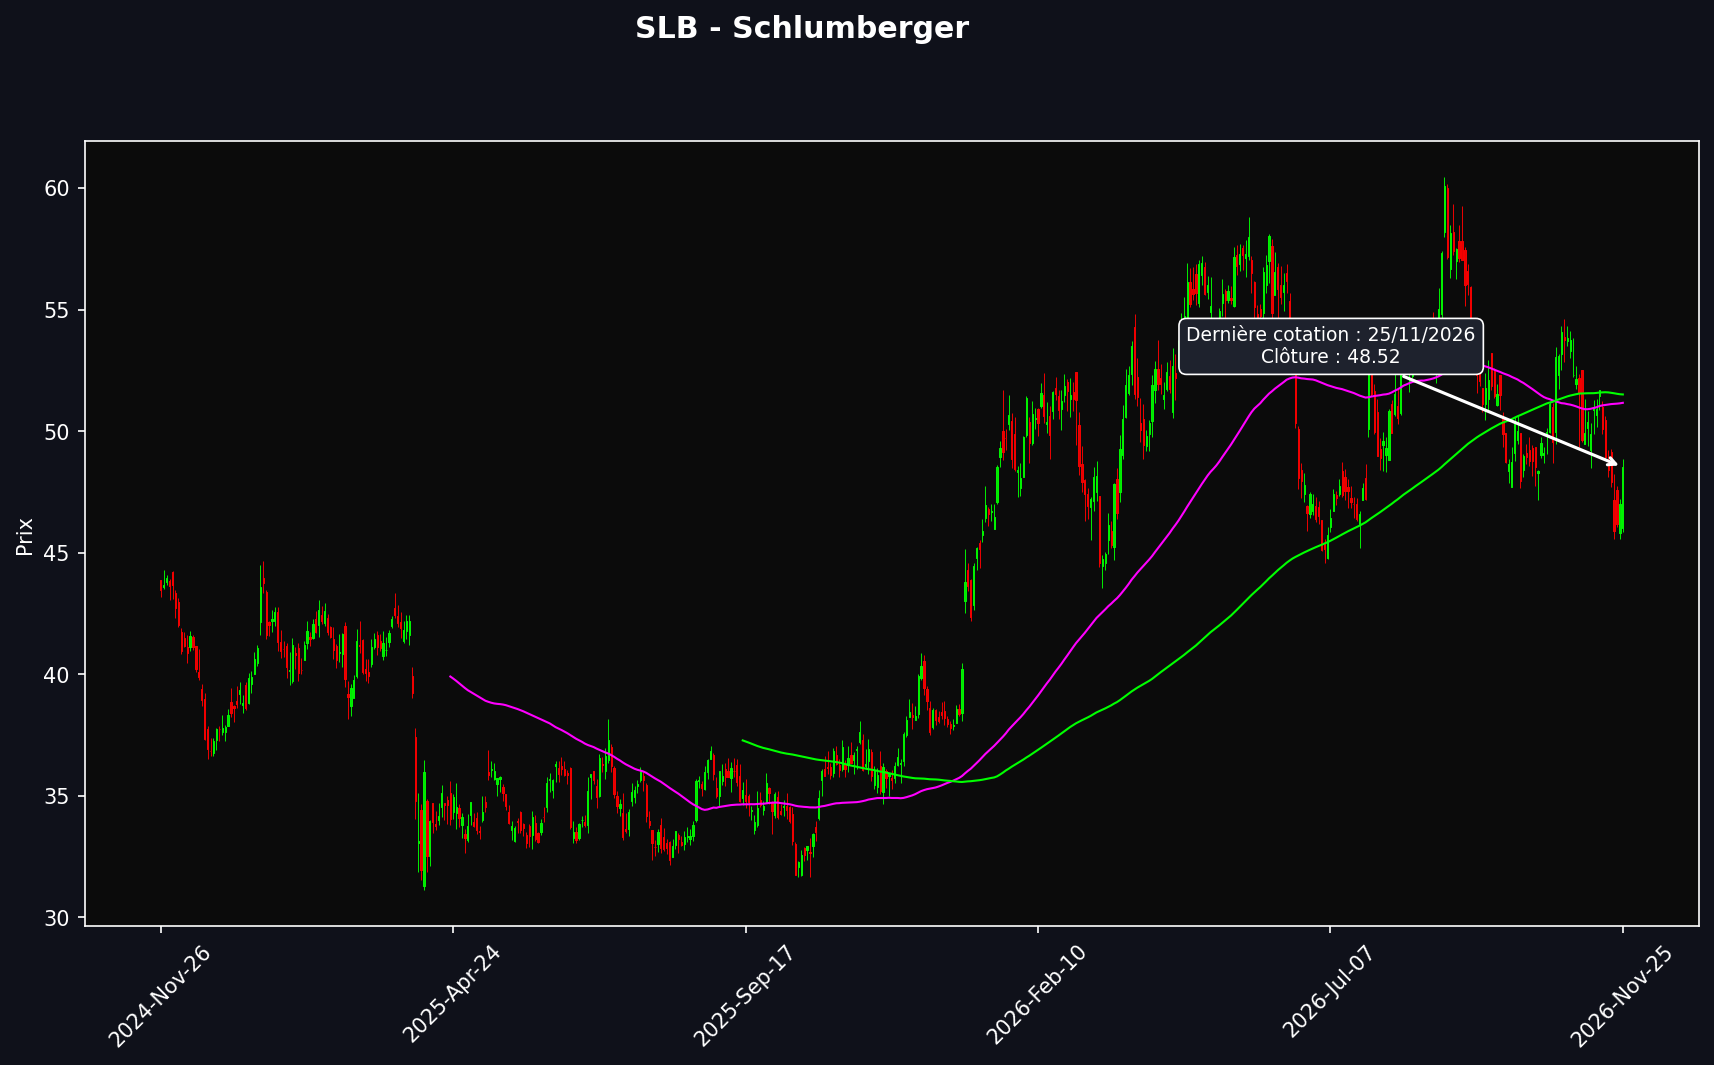 SLB - Schlumberger
Prix
60
55
50
45
40
35
30
Dernière cotation : 25/11/2026
Clôture : 48.52
2024-Nov-26
2025-Apr-24
2025-Sep-17
2026-Feb-10
2026-Jul-07
2026-Nov-25